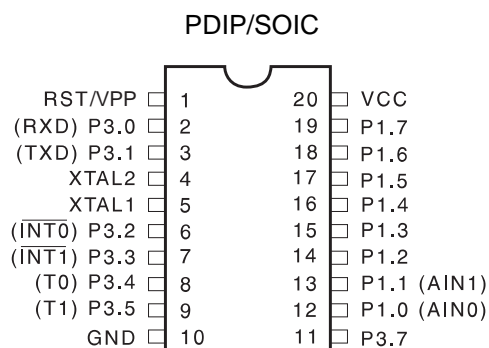 PDIP/SOIC
RST/VPP 1 20 VCC
(RXD) P3.0 2 19 P1.7
(TXD) P3.1 3 18 P1.6
XTAL2 4 17 P1.5
XTAL1 5 16 P1.4
(INT0) P3.2 6 15 P1.3
(INT1) P3.3 7 14 P1.2
(T0) P3.4 8 13 P1.1 (AIN1)
(T1) P3.5 9 12 P1.0 (AIN0)
GND 10 11 P3.7